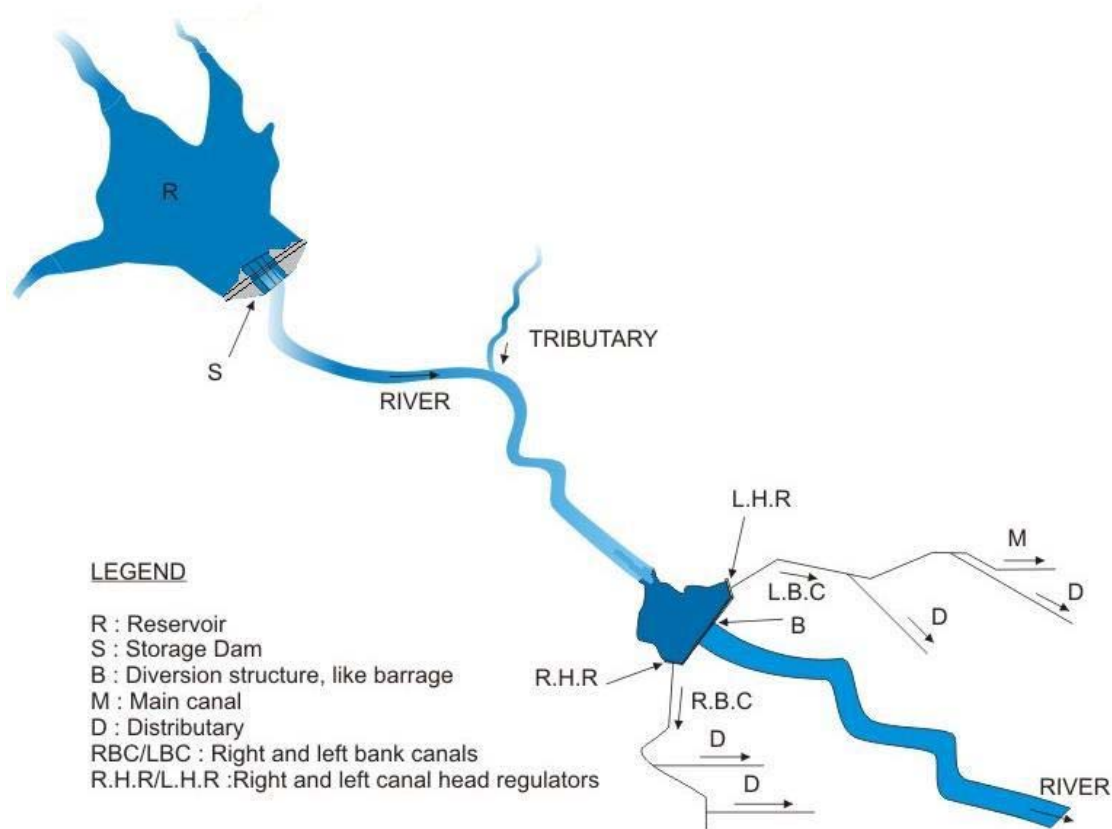 R
TRIBUTARY
S
RIVER
L.H.R
M
L.B.C
D
D
B
R.H.R
R.B.C
D
D
RIVER
LEGEND
R : Reservoir
S : Storage Dam
B : Diversion structure, like barrage
M : Main canal
D : Distributary
RBC/LBC : Right and left bank canals
R.H.R/L.H.R :Right and left canal head regulators